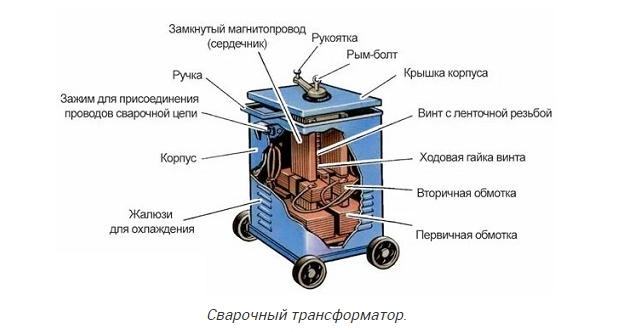 Замкнутый магнитопровод
(сердечник)
Рукоятка
Рым-болт
Ручка
Крышка корпуса
Зажим для присоединения
проводов сварочной цепи
Винт с ленточной резьбой
Корпус
Ходовая гайка винта
Вторичная обмотка
Жалюзи
для охлаждения
Первичная обмотка
Сварочный трансформатор.